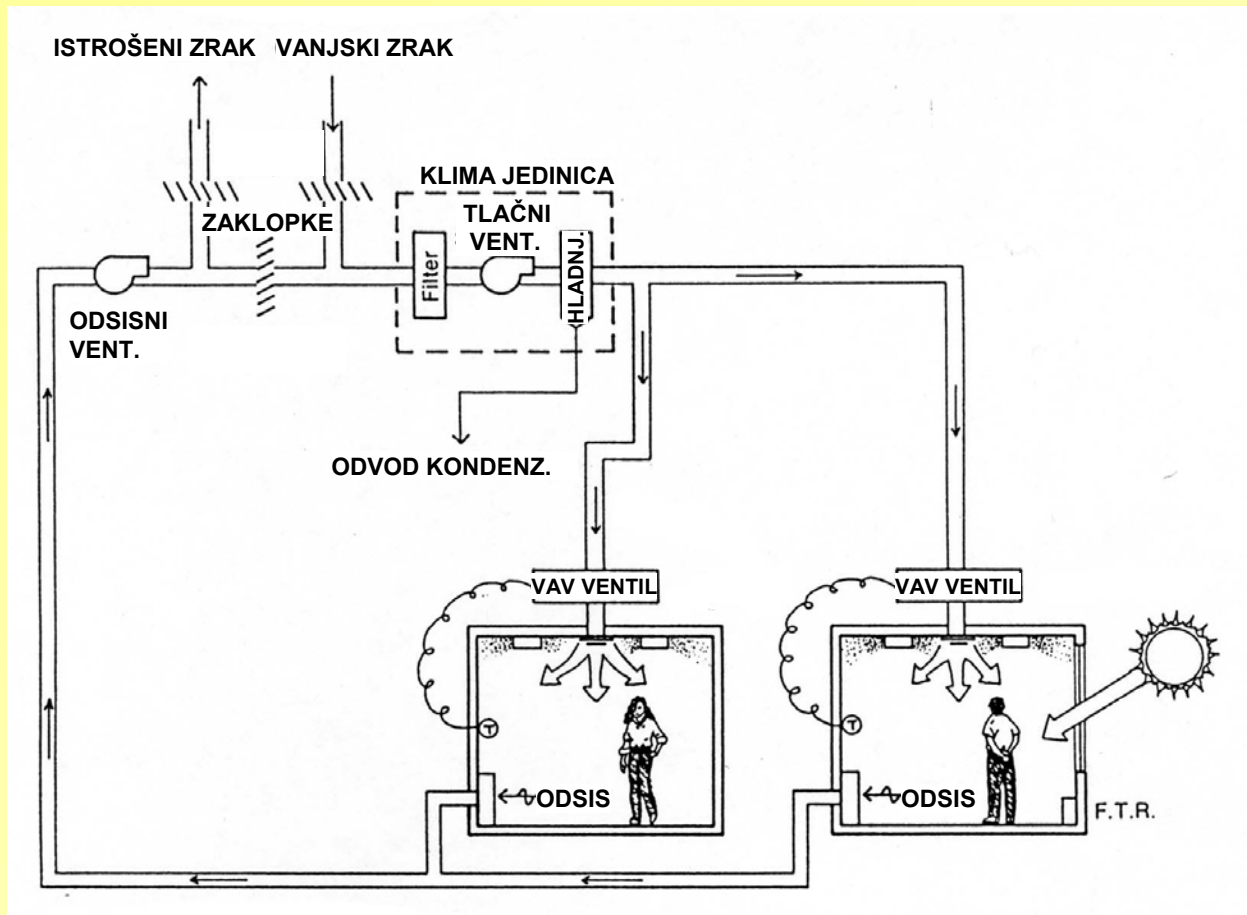 ISTROŠENI ZRAK VANJSKI ZRAK
KLIMA JEDINICA
ZAKLOPKE
TLAČNI
VENT.
Filter
HLADNJ.
ODSISNI
VENT.
ODVOD KONDENZ.
VAV VENTIL
VAV VENTIL
T
T
ODSIS
ODSIS
F.T.R.